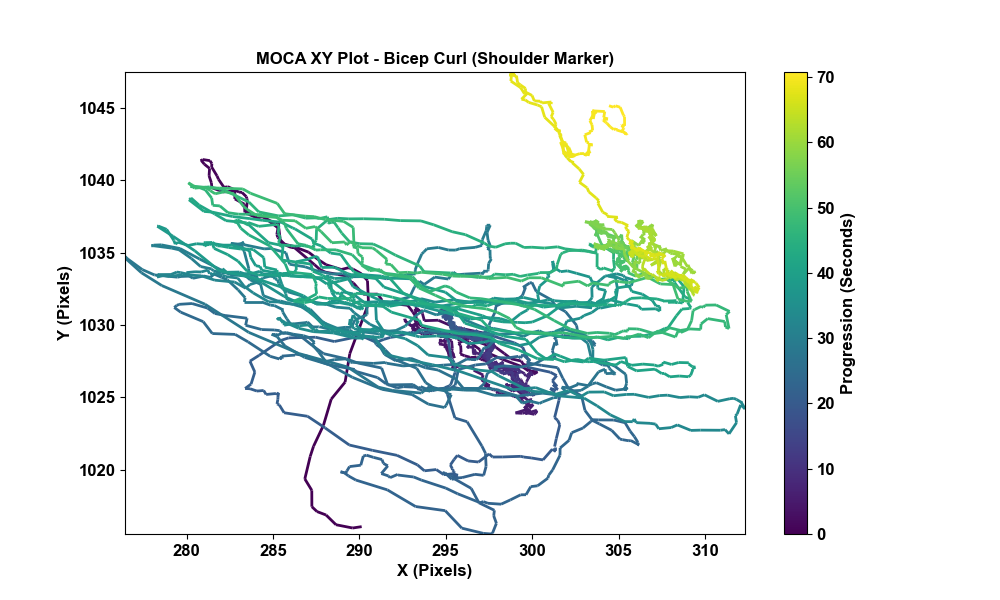 MOCA XY Plot - Bicep Curl (Shoulder Marker)
1045
1040
1035
1030
1025
1020
Y (Pixels)
280 285 290 295 300 305 310
X (Pixels)
70
60
50
40
30
20
10
0
Progression (Seconds)